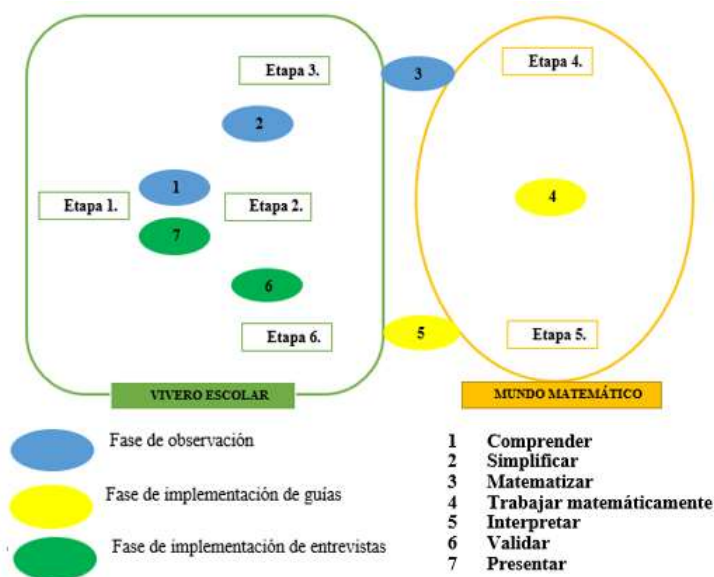 Etapa 3.
3
Etapa 4.
2
1
4
Etapa 1.
Etapa 2.
7
6
Etapa 6.
5
Etapa 5.
VIVERO ESCOLAR
MUNDO MATEMÁTICO
Fase de observación
Fase de implementación de guías
Fase de implementación de entrevistas
1 Comprender
2 Simplificar
3 Matematizar
4 Trabajar matemáticamente
5 Interpretar
6 Validar
7 Presentar